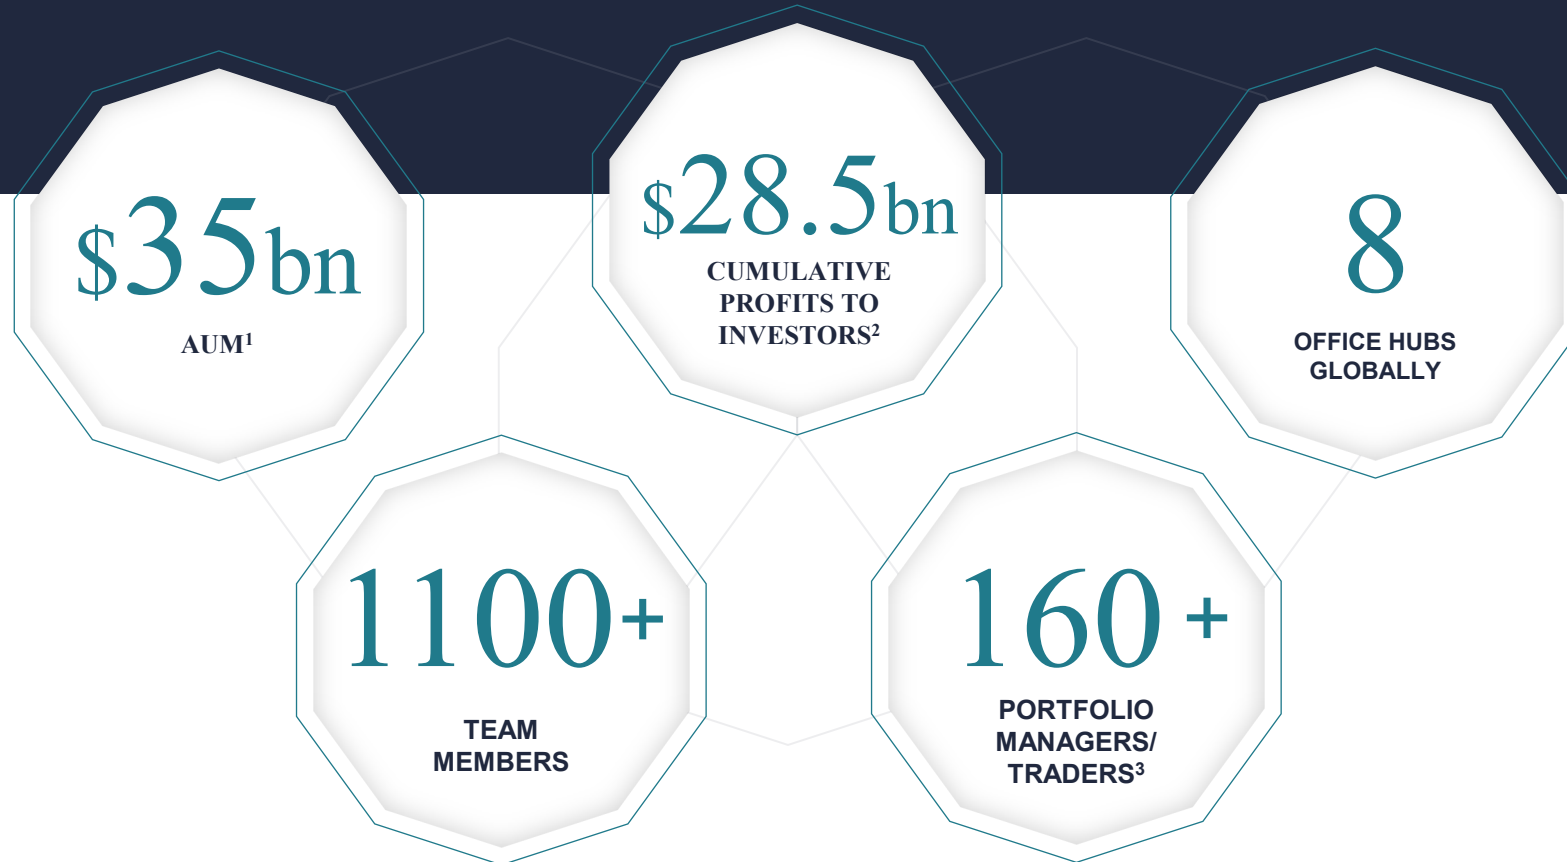 $35bn
AUM¹
$28.5bn
CUMULATIVE
PROFITS TO
INVESTORS²
8
OFFICE HUBS
GLOBALLY
1100+
TEAM
MEMBERS
160 +
PORTFOLIO
MANAGERS/
TRADERS³